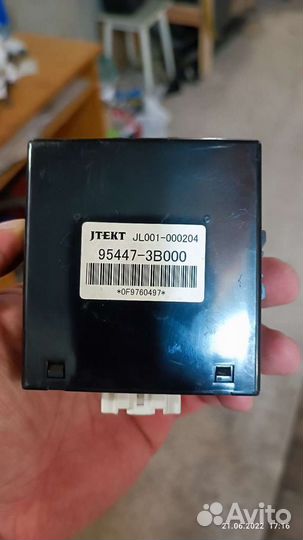 JTEKT JL001-000204
95447-3B000
*0F9760497*
Avito
21.06.2022 17:16